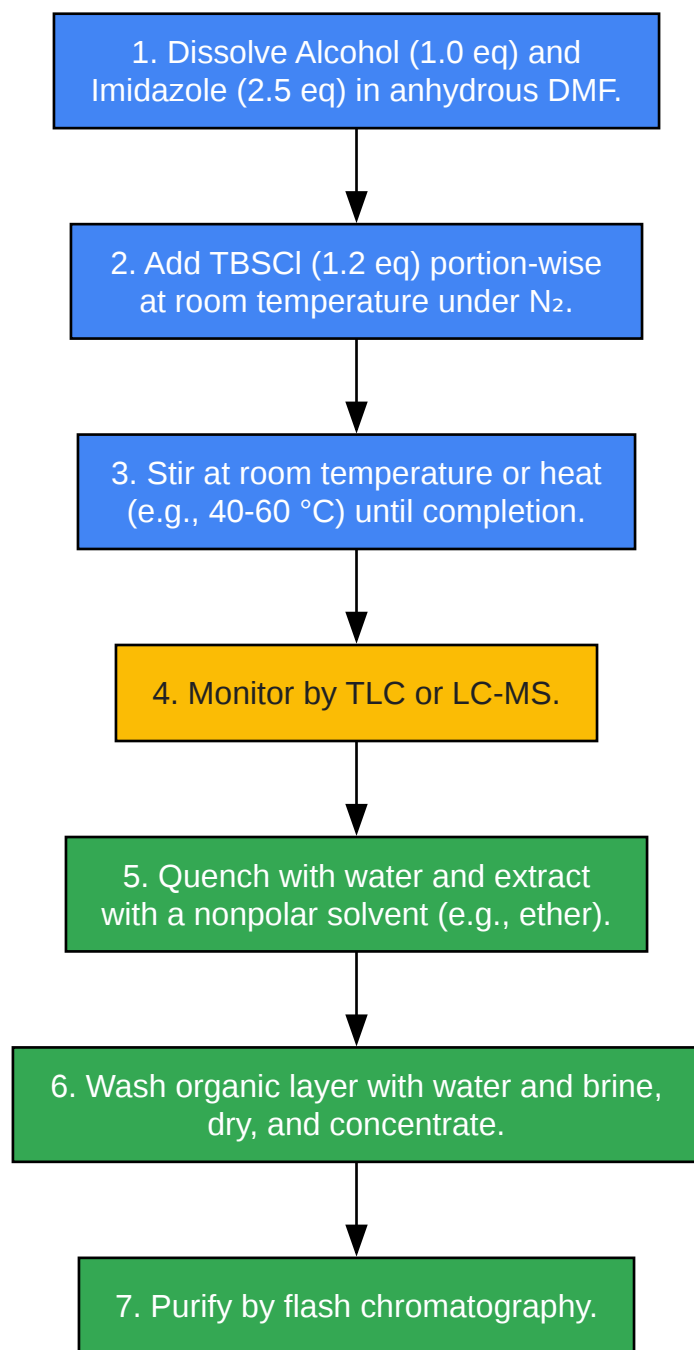 1. Dissolve Alcohol (1.0 eq) and
Imidazole (2.5 eq) in anhydrous DMF.
2. Add TBSCl (1.2 eq) portion-wise
at room temperature under N₂.
3. Stir at room temperature or heat
(e.g., 40-60 °C) until completion.
4. Monitor by TLC or LC-MS.
5. Quench with water and extract
with a nonpolar solvent (e.g., ether).
6. Wash organic layer with water and brine,
dry, and concentrate.
7. Purify by flash chromatography.